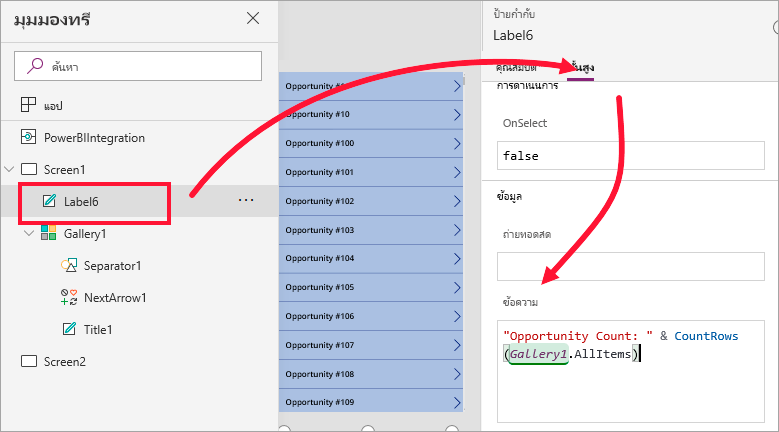 มุมมองทรี
ค้นหา
แอป
PowerBIIntegration
Screen1
Label6
Gallery1
Separator1
NextArrow1
Title1
Screen2
Opportunity #1
Opportunity #10
Opportunity #100
Opportunity #101
Opportunity #102
Opportunity #103
Opportunity #104
Opportunity #105
Opportunity #106
Opportunity #107
Opportunity #108
Opportunity #109
ป้ายกำกับ
Label6
คุณสมบัติ
การดำเนินการ
OnSelect
false
ข้อมูล
ถ่ายทอดสด
ข้อความ
"Opportunity Count: " & CountRows
(Gallery1.AllItems)